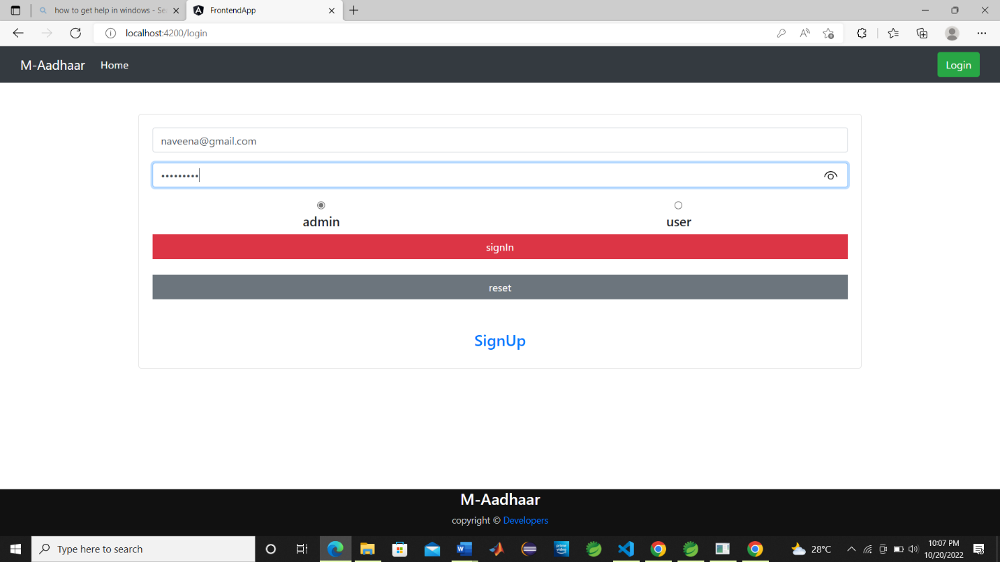 how to get help in windows - Se
FrontendApp
localhost:4200/login
M-Aadhaar
Home
Login
naveena@gmail.com
•••••••••
admin
user
signIn
reset
SignUp
M-Aadhaar
copyright © Developers
Type here to search
28°C
10:07 PM
10/20/2022